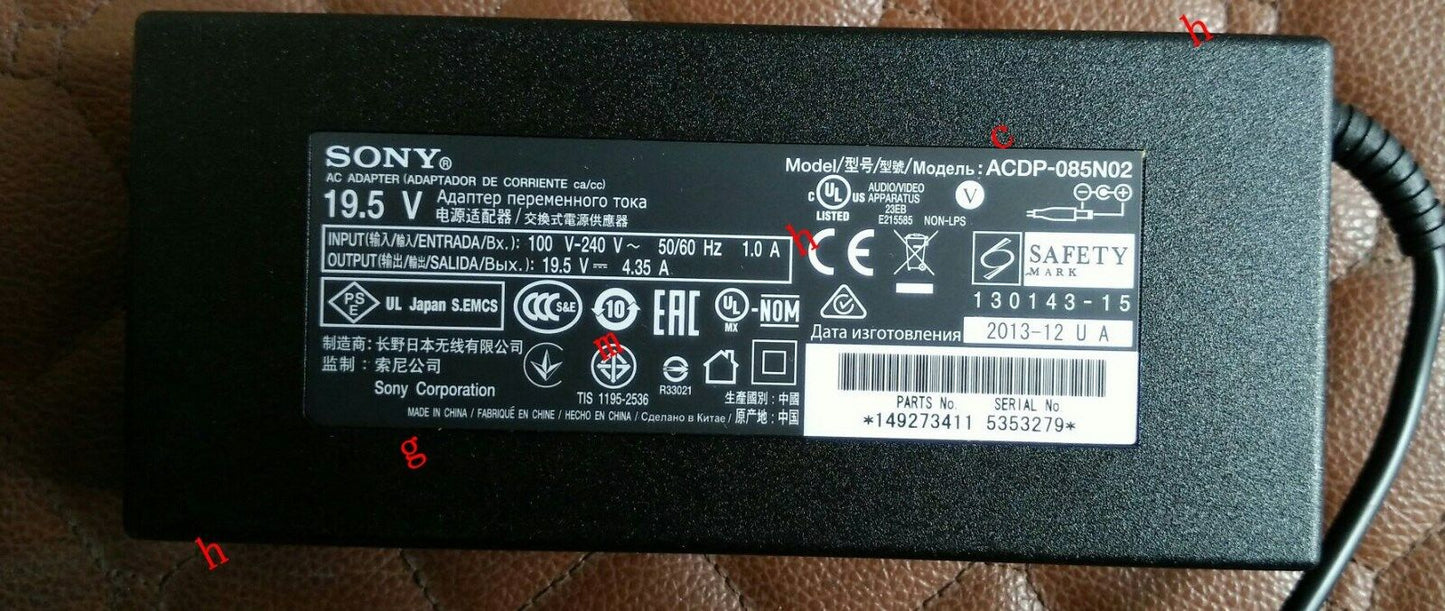 h
c
SONY®
AC ADAPTER (ADAPTADOR DE CORRIENTE ca/cc)
19.5 V Адаптер переменного тока
电源适配器 / 交換式電源供應器
INPUT(输入/輸入/ENTRADA/Вх.): 100 V-240 V～ 50/60 Hz 1.0 A
OUTPUT(输出/輸出/SALIDA/Вых.): 19.5 V⎓ 4.35 A
PSE UL Japan S.EMCS
CCC S&E
10
EAC
UL MX -NOM
制造商: 长野日本无线有限公司
监制 : 索尼公司
Sony Corporation
TIS 1195-2536
R33021
生產國別 : 中國
MADE IN CHINA / FABRIQUÉ EN CHINE / HECHO EN CHINA / Сделано в Китае / 原产地 : 中国
Model/型号/型號/Модель: ACDP-085N02
C UL US LISTED
AUDIO/VIDEO
APPARATUS
23EB
E215585 NON-LPS
V
h
CE
SAFETY
MARK
130143-15
Дата изготовления 2013-12 U A
PARTS No. SERIAL No.
*149273411 5353279*
m
g
h